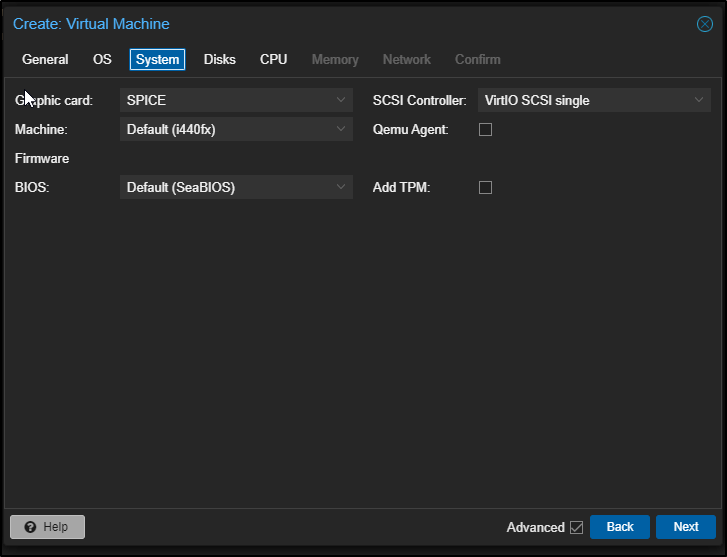 Create: Virtual Machine
General OS System Disks CPU Memory Network Confirm
Graphic card: SPICE SCSI Controller: VirtIO SCSI single
Machine: Default (i440fx) Qemu Agent:
Firmware
BIOS: Default (SeaBIOS) Add TPM:
Help Advanced Back Next